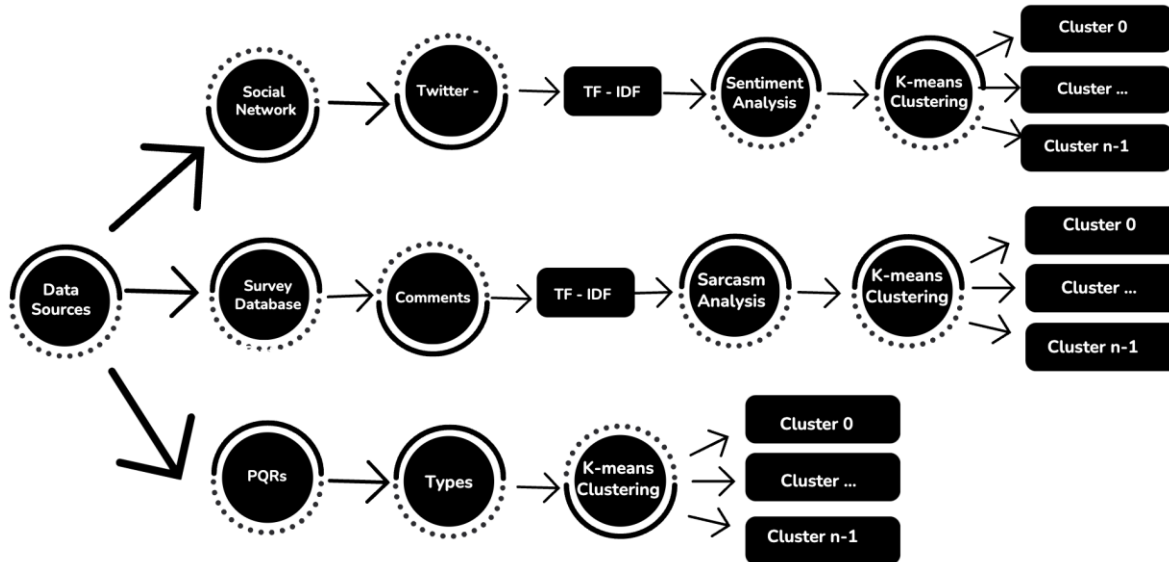 Social
Network
Twitter -
TF - IDF
Sentiment
Analysis
K-means
Clustering
Cluster 0
Cluster ...
Cluster n-1
Data
Sources
Survey
Database
Comments
TF - IDF
Sarcasm
Analysis
K-means
Clustering
Cluster 0
Cluster ...
Cluster n-1
PQRs
Types
K-means
Clustering
Cluster 0
Cluster ...
Cluster n-1